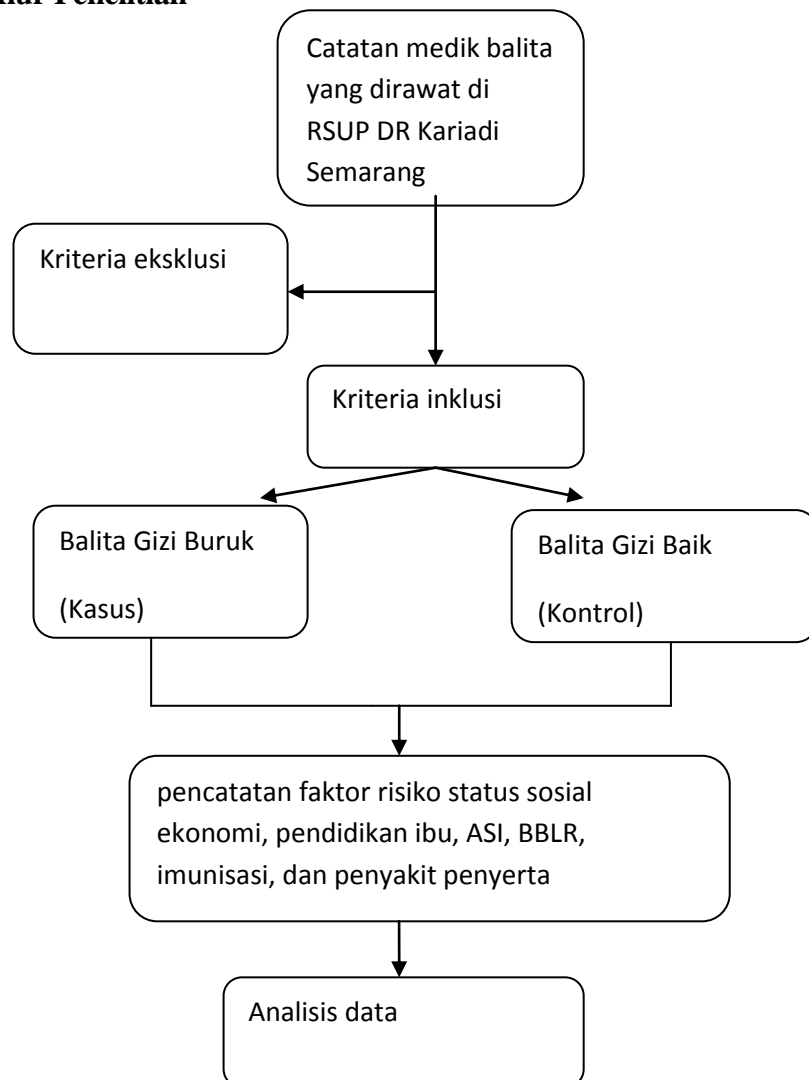 Penelitian
Catatan medik balita
yang dirawat di
RSUP DR Kariadi
Semarang
Kriteria eksklusi
Kriteria inklusi
Balita Gizi Buruk
(Kasus)
Balita Gizi Baik
(Kontrol)
pencatatan faktor risiko status sosial
ekonomi, pendidikan ibu, ASI, BBLR,
imunisasi, dan penyakit penyerta
Analisis data